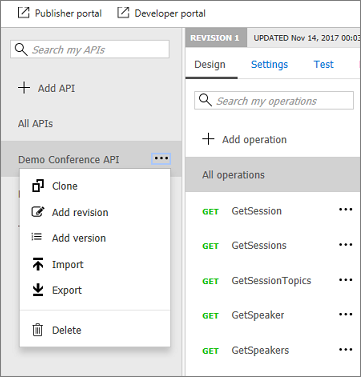 Publisher portal
Developer portal
Search my APIs
Add API
All APIs
Demo Conference API
Clone
Add revision
Add version
Import
Export
Delete
REVISION 1
UPDATED Nov 14, 2017 00:03
Design
Settings
Test
Search my operations
Add operation
All operations
GET GetSession
GET GetSessions
GET GetSessionTopics
GET GetSpeaker
GET GetSpeakers